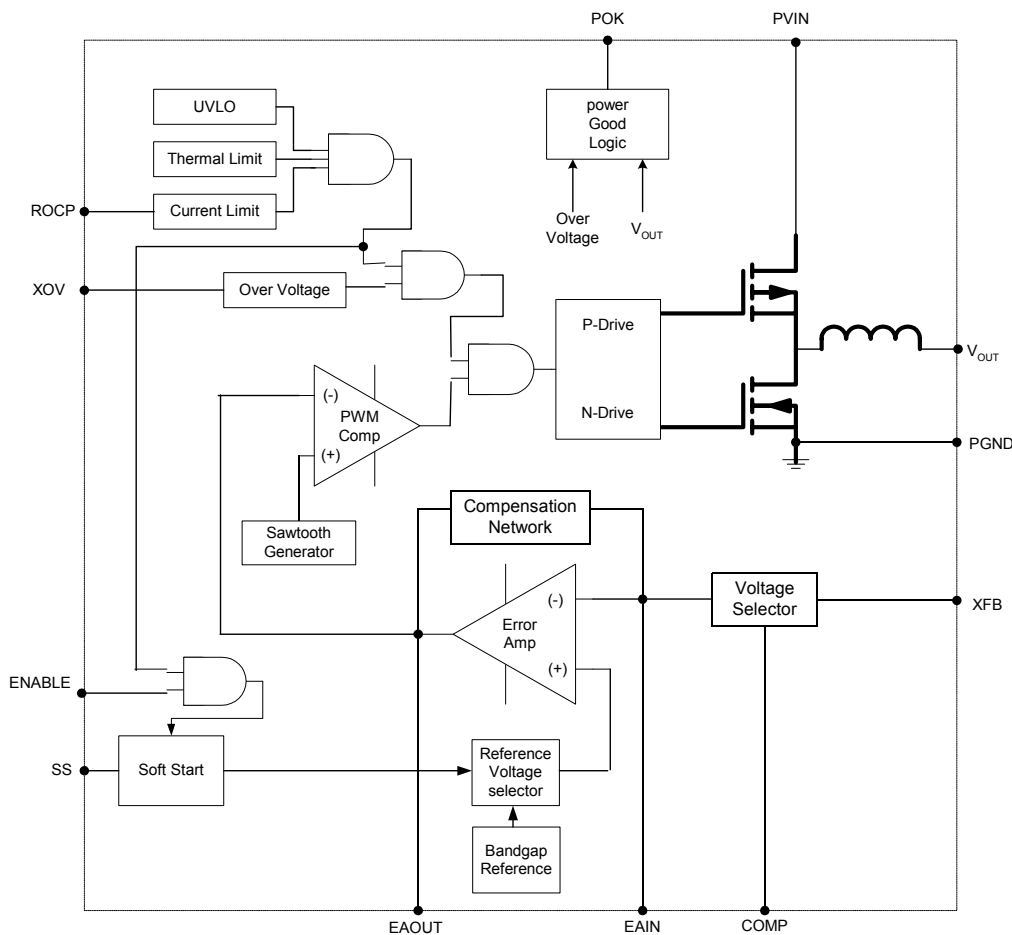 POK
PVIN
UVLO
Thermal Limit
ROCP
Current Limit
power
Good
Logic
Over
Voltage
VOUT
XOV
Over Voltage
P-Drive
N-Drive
VOUT
PGND
(-)
PWM
Comp
(+)
Sawtooth
Generator
Compensation
Network
(-)
Error
Amp
(+)
Voltage
Selector
XFB
ENABLE
SS
Soft Start
Reference
Voltage
selector
Bandgap
Reference
EAOUT
EAIN
COMP